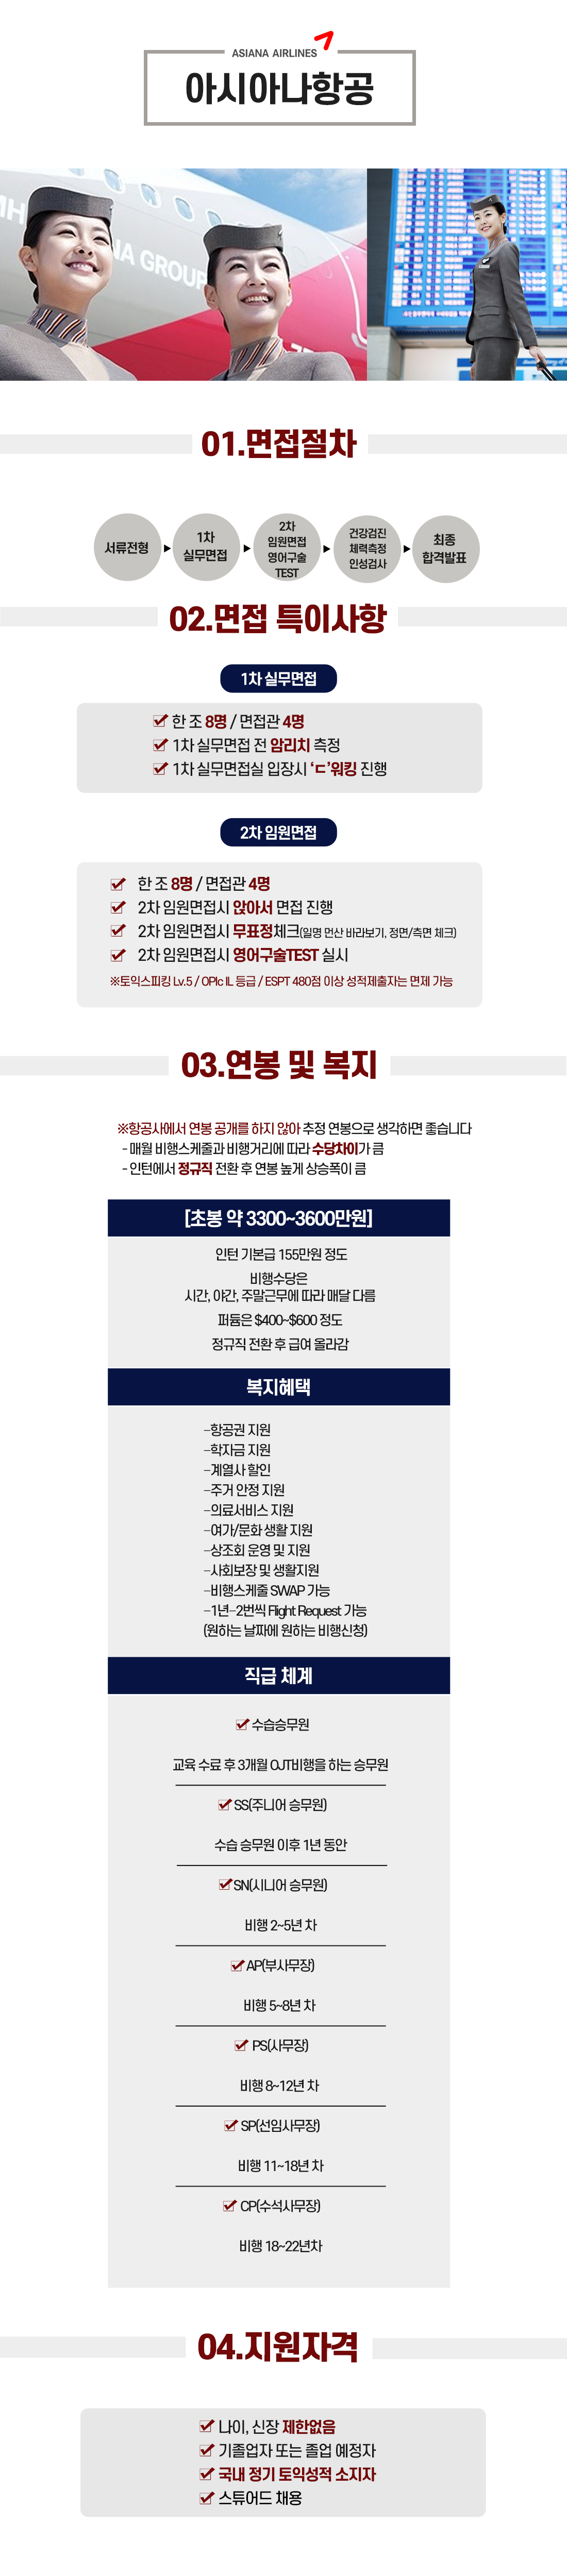 ASIANA AIRLINES
아시아나항공
A GROUP
01.면접절차
서류전형
1차
실무면접
2차
임원면접
영어구술
TEST
건강검진
체력측정
인성검사
최종
합격발표
02.면접 특이사항
1차 실무면접
한 조 8명 / 면접관 4명
1차 실무면접 전 암리치 측정
1차 실무면접실 입장시 ‘ㄷ’워킹 진행
2차 임원면접
한 조 8명 / 면접관 4명
2차 임원면접시 앉아서 면접 진행
2차 임원면접시 무표정체크(일명 먼산 바라보기, 정면/측면 체크)
2차 임원면접시 영어구술TEST 실시
※토익스피킹 Lv.5 / OPIc IL 등급 / ESPT 480점 이상 성적제출자는 면제 가능
03.연봉 및 복지
※항공사에서 연봉 공개를 하지 않아 추정 연봉으로 생각하면 좋습니다
- 매월 비행스케줄과 비행거리에 따라 수당차이가 큼
- 인턴에서 정규직 전환 후 연봉 높게 상승폭이 큼
[초봉 약 3300~3600만원]
인턴 기본급 155만원 정도
비행수당은
시간, 야간, 주말근무에 따라 매달 다름
퍼듐은 $400~$600 정도
정규직 전환 후 급여 올라감
복지혜택
-항공권 지원
-학자금 지원
-계열사 할인
-주거 안정 지원
-의료서비스 지원
-여가/문화 생활 지원
-상조회 운영 및 지원
-사회보장 및 생활지원
-비행스케줄 SWAP 가능
-1년-2번씩 Flight Request 가능
(원하는 날짜에 원하는 비행신청)
직급 체계
수습승무원
교육 수료 후 3개월 OJT비행을 하는 승무원
SS(주니어 승무원)
수습 승무원 이후 1년 동안
SN(시니어 승무원)
비행 2~5년 차
AP(부사무장)
비행 5~8년 차
PS(사무장)
비행 8~12년 차
SP(선임사무장)
비행 11~18년 차
CP(수석사무장)
비행 18~22년차
04.지원자격
나이, 신장 제한없음
기졸업자 또는 졸업 예정자
국내 정기 토익성적 소지자
스튜어드 채용